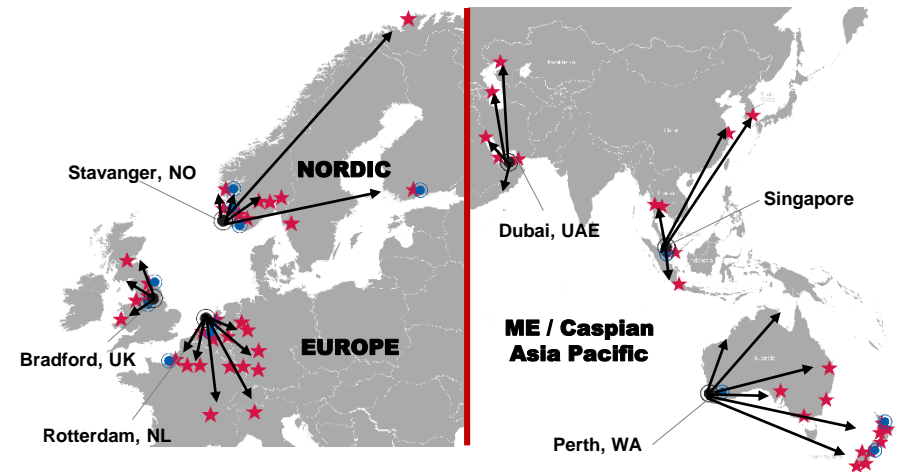 Stavanger, NO
NORDIC
Bradford, UK
EUROPE
Rotterdam, NL
Dubai, UAE
Singapore
ME / Caspian
Asia Pacific
Perth, WA